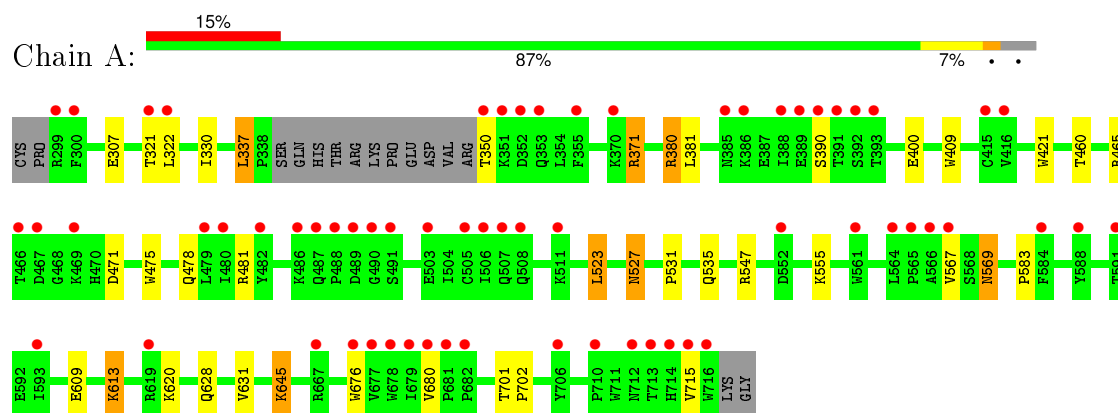 15%
Chain A:
87% 7% • •
CYS PRO R299 F300 E307 T321 L322 I330 L337 P338 SER GLN HIS THR ARG LYS PRO GLU ASP VAL ARG T350 K351 D352 Q353 L354 F355 K370 R371 R380 L381 N385 K386 E387 I388 E389 S390 T391 S392 T393 E400 W409 C415 V416 W421 T460 R465
T466 D467 G468 K469 H470 D471 W475 Q478 L479 I480 R481 Y482 K486 Q487 P488 D489 G490 S491 E503 I504 C505 I506 Q507 Q508 K511 L523 N527 P531 Q535 R547 D552 K555 W561 L564 P565 A566 V567 S568 N569 P583 F584 Y588 T591
E592 I593 E609 K613 R619 K620 Q628 V631 K645 R667 W676 V677 W678 I679 V680 P681 P682 T701 P702 Y706 P710 W711 N712 T713 H714 V715 W716 LYS GLY